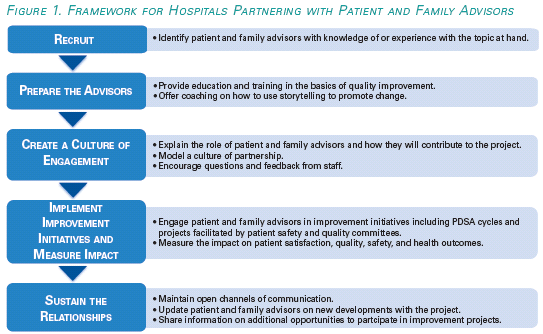 FIGURE 1. FRAMEWORK FOR HOSPITALS PARTNERING WITH PATIENT AND FAMILY ADVISORS
RECRUIT
• Identify patient and family advisors with knowledge of or experience with the topic at hand.
PREPARE THE ADVISORS
• Provide education and training in the basics of quality improvement.
• Offer coaching on how to use storytelling to promote change.
CREATE A CULTURE OF
ENGAGEMENT
• Explain the role of patient and family advisors and how they will contribute to the project.
• Model a culture of partnership.
• Encourage questions and feedback from staff.
IMPLEMENT
IMPROVEMENT
INITIATIVES AND
MEASURE IMPACT
• Engage patient and family advisors in improvement initiatives including PDSA cycles and
projects facilitated by patient safety and quality committees.
• Measure the impact on patient satisfaction, quality, safety, and health outcomes.
SUSTAIN THE
RELATIONSHIPS
• Maintain open channels of communication.
• Update patient and family advisors on new developments with the project.
• Share information on additional opportunities to partcipate in improvement projects.